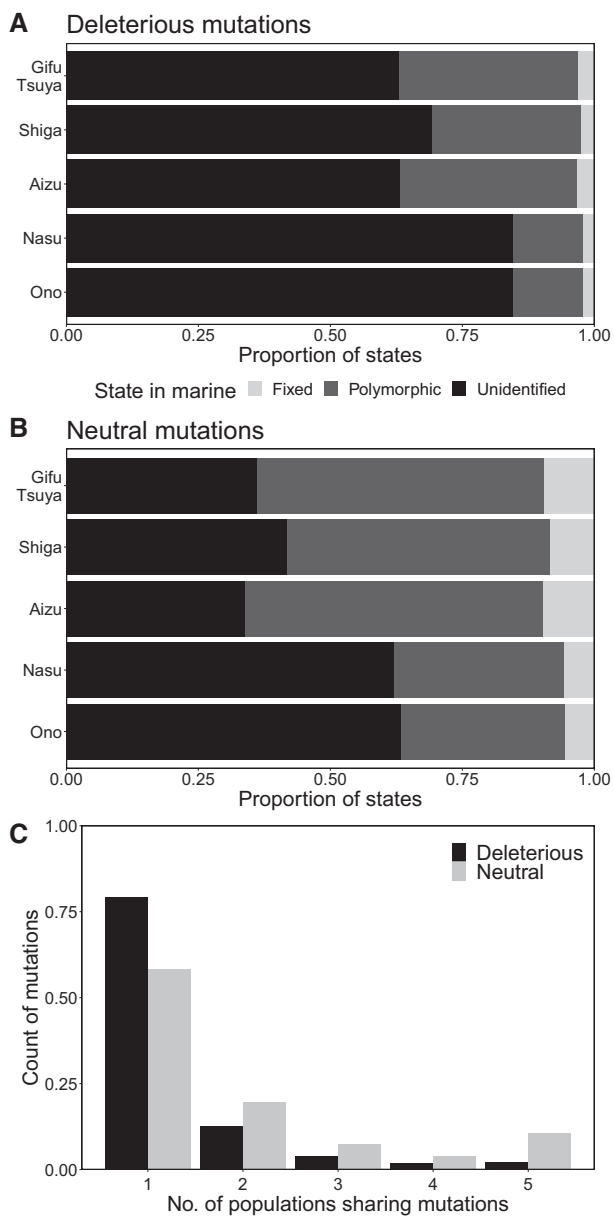 A Deleterious mutations
Gifu
Tsuya
Shiga
Aizu
Nasu
Ono
0.00 0.25 0.50 0.75 1.00
Proportion of states
State in marine Fixed Polymorphic Unidentified
B Neutral mutations
Gifu
Tsuya
Shiga
Aizu
Nasu
Ono
0.00 0.25 0.50 0.75 1.00
Proportion of states
C
Count of mutations
1.00
0.75
0.50
0.25
0.00
Deleterious
Neutral
1 2 3 4 5
No. of populations sharing mutations